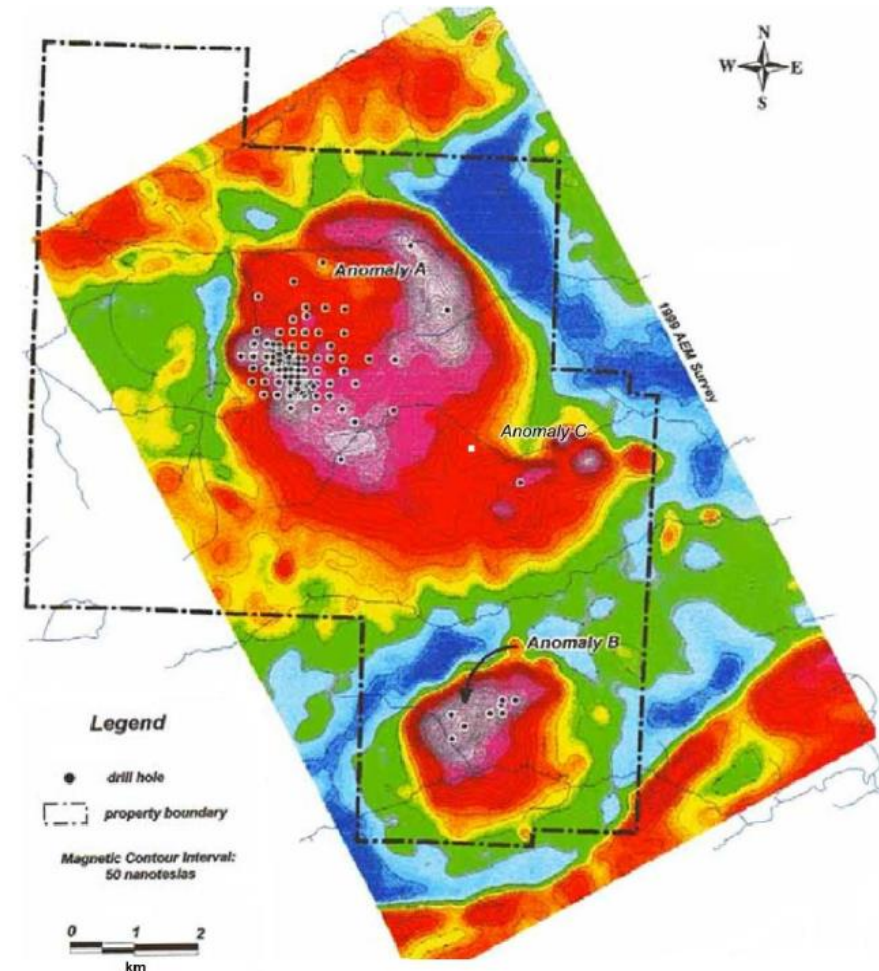 N
W E
S
Anomaly A
1999 AEM Survey
Anomaly C
Anomaly B
Legend
drill hole
property boundary
Magnetic Contour Interval:
50 nanoteslas
0 1 2
km